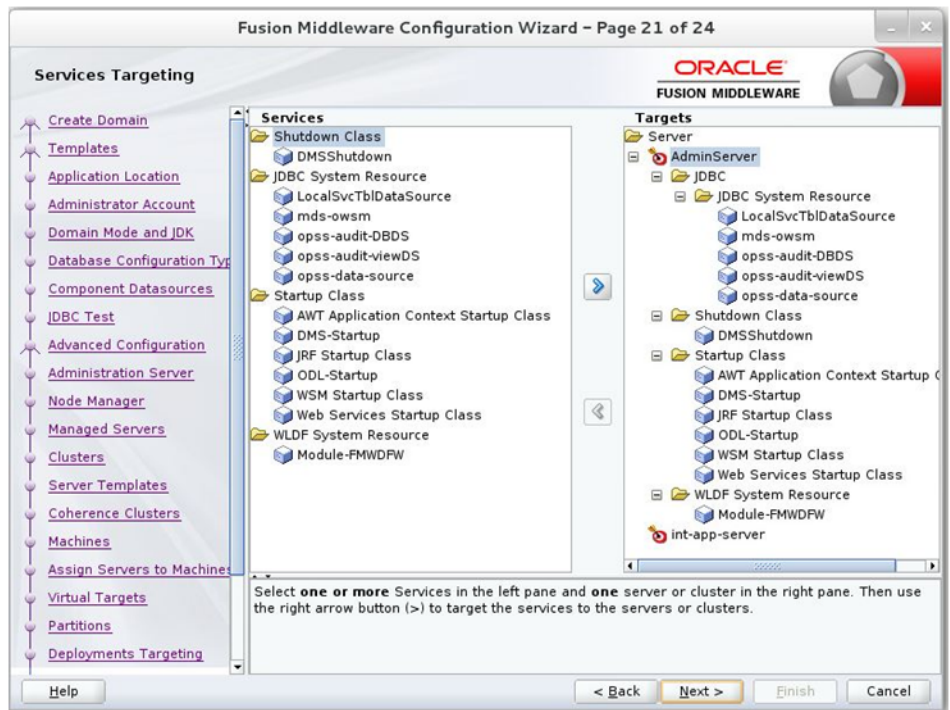 Fusion Middleware Configuration Wizard - Page 21 of 24
Services Targeting
ORACLE
FUSION MIDDLEWARE
Create Domain
Templates
Application Location
Administrator Account
Domain Mode and JDK
Database Configuration Typ
Component Datasources
JDBC Test
Advanced Configuration
Administration Server
Node Manager
Managed Servers
Clusters
Server Templates
Coherence Clusters
Machines
Assign Servers to Machines
Virtual Targets
Partitions
Deployments Targeting
Services
Shutdown Class
DMSShutdown
JDBC System Resource
LocalSvcTblDataSource
mds-owsm
opss-audit-DBDS
opss-audit-viewDS
opss-data-source
Startup Class
AWT Application Context Startup Class
DMS-Startup
JRF Startup Class
ODL-Startup
WSM Startup Class
Web Services Startup Class
WLDF System Resource
Module-FMWDFW
Targets
Server
AdminServer
JDBC
JDBC System Resource
LocalSvcTblDataSource
mds-owsm
opss-audit-DBDS
opss-audit-viewDS
opss-data-source
Shutdown Class
DMSShutdown
Startup Class
AWT Application Context Startup C
DMS-Startup
JRF Startup Class
ODL-Startup
WSM Startup Class
Web Services Startup Class
WLDF System Resource
Module-FMWDFW
int-app-server
Select one or more Services in the left pane and one server or cluster in the right pane. Then use
the right arrow button (>) to target the services to the servers or clusters.
Help
< Back
Next >
Finish
Cancel